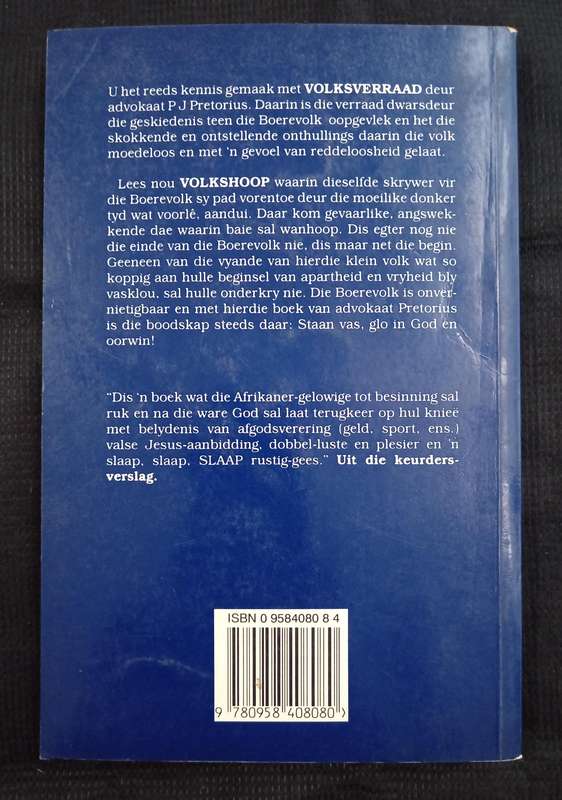 U het reeds kennis gemaak met VOLKSVERRAAD deur
advokaat P J Pretorius. Daarin is die verraad dwarsdeur
die geskiedenis teen die Boerevolk oopgevlek en het die
skokkende en ontstellende onthullings daarin die volk
moedeloos en met 'n gevoel van reddeloosheid gelaat.
Lees nou VOLKSHOOP waarin dieselfde skrywer vir
die Boerevolk sy pad vorentoe deur die moeilike donker
tyd wat voorlê, aandui. Daar kom gevaarlike, angswek-
kende dae waarin baie sal wanhoop. Dis egter nog nie
die einde van die Boerevolk nie, dis maar net die begin.
Geeneen van die vyande van hierdie klein volk wat so
koppig aan hulle beginsel van apartheid en vryheid bly
vasklou, sal hulle onderkry nie. Die Boerevolk is onver-
nietigbaar en met hierdie boek van advokaat Pretorius
is die boodskap steeds daar: Staan vas, glo in God en
oorwin!
"Dis 'n boek wat die Afrikaner-gelowige tot besinning sal
ruk en na die ware God sal laat terugkeer op hul knieë
met belydenis van afgodsverering (geld, sport, ens.)
valse Jesus-aanbidding, dobbel-luste en plesier en 'n
slaap, slaap, SLAAP rustig-gees." Uit die keurders-
verslag.
ISBN 0 9584080 8 4
9 780958 408080